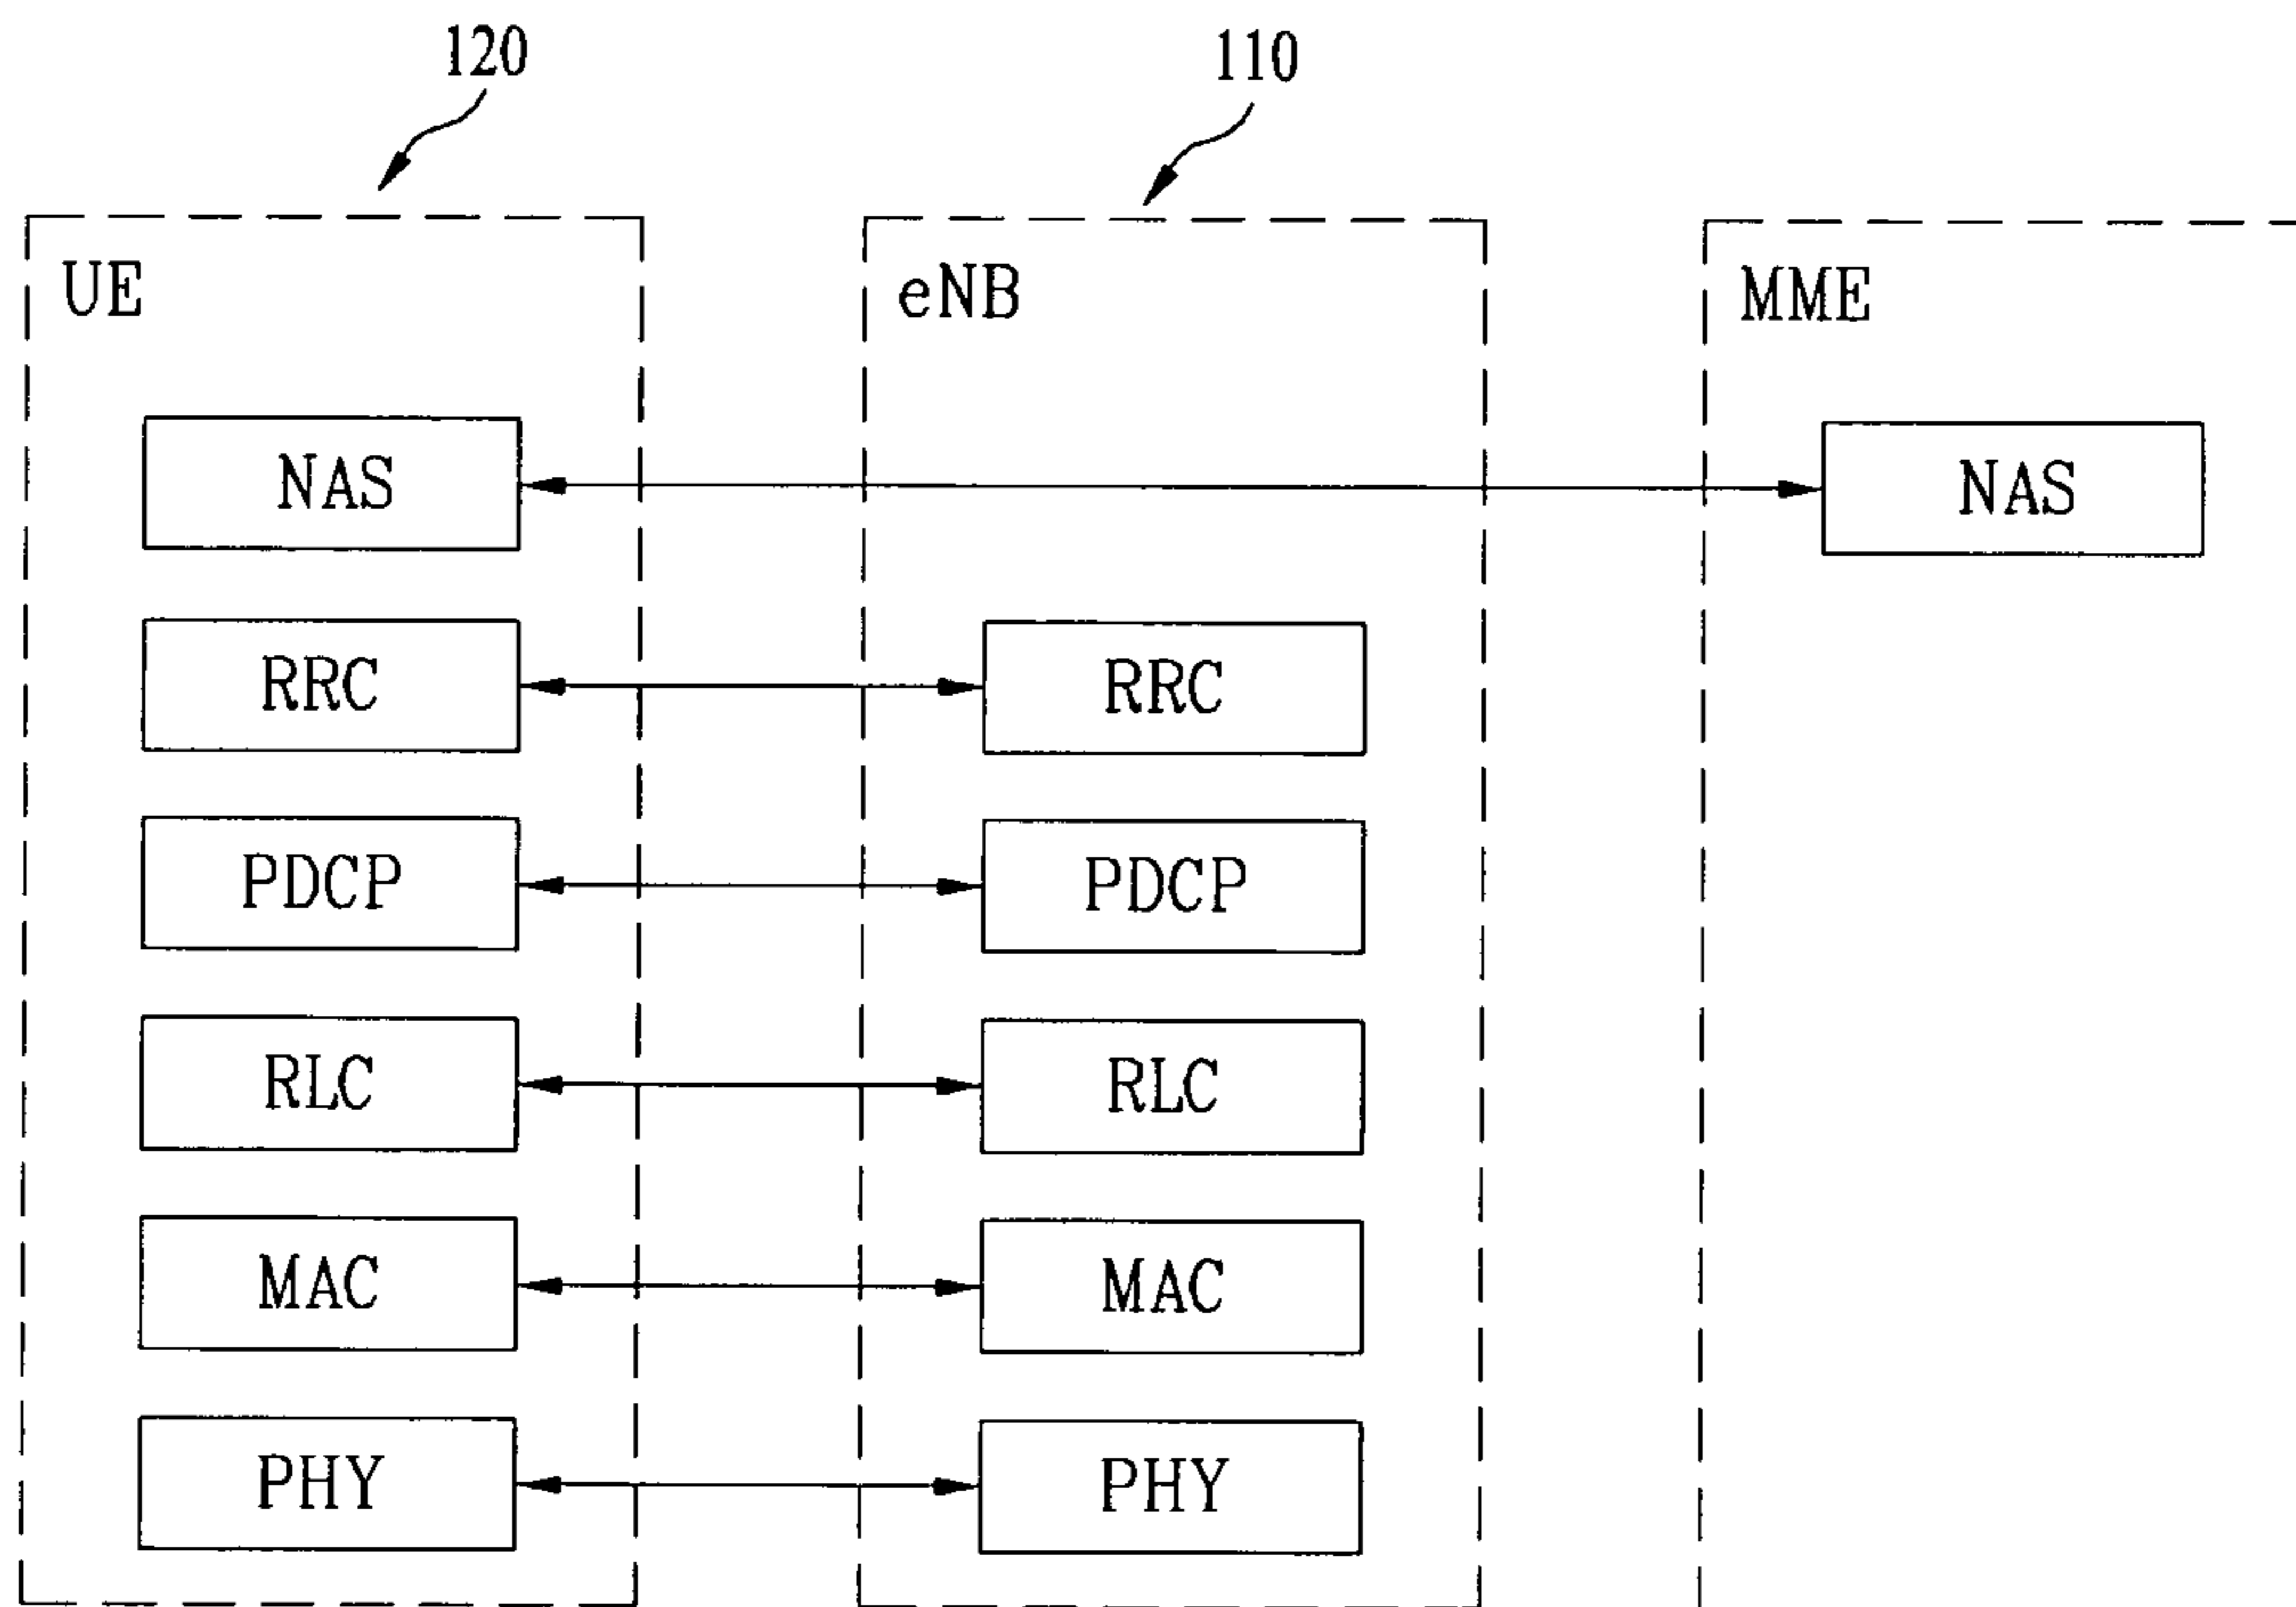 120 110
UE eNB MME
NAS NAS
RRC RRC
PDCP PDCP
RLC RLC
MAC MAC
PHY PHY